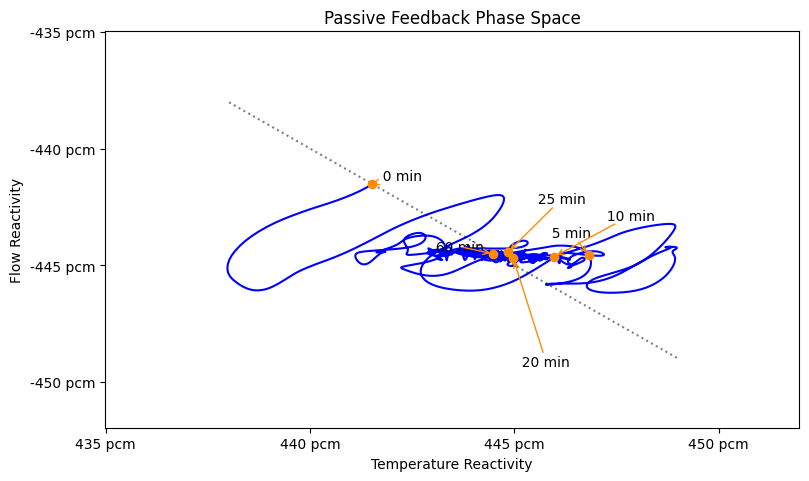 Passive Feedback Phase Space
-435 pcm
-440 pcm
-445 pcm
-450 pcm
Flow Reactivity
0 min
25 min
10 min
5 min
60 min
20 min
435 pcm
440 pcm
445 pcm
450 pcm
Temperature Reactivity